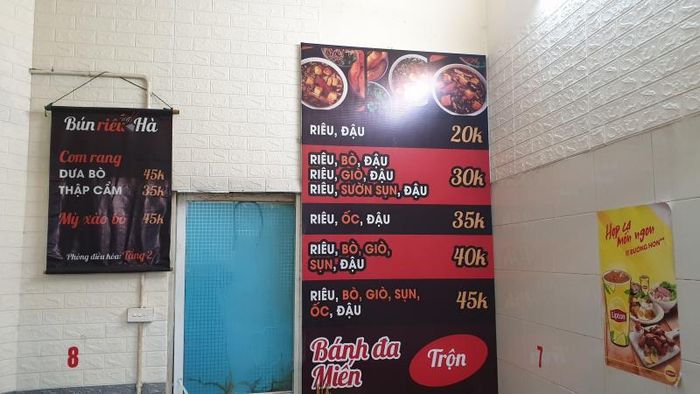 Bún riêu Hà
Cơm rang
DƯA BÒ 45k
THẬP CẨM 35k
Mỳ xào bò 45k
Phòng điều hòa: Tầng 2
8
RIÊU, ĐẬU 20k
RIÊU, BÒ, ĐẬU
RIÊU, GIÒ, ĐẬU 30k
RIÊU, SƯỜN SỤN, ĐẬU
RIÊU, ỐC, ĐẬU 35k
RIÊU, BÒ, GIÒ,
SỤN, ĐẬU 40k
RIÊU, BÒ, GIÒ, SỤN,
ỐC, ĐẬU 45k
Bánh đa
Miến
Trộn
7
Hợp cả
món ngon
Lipton